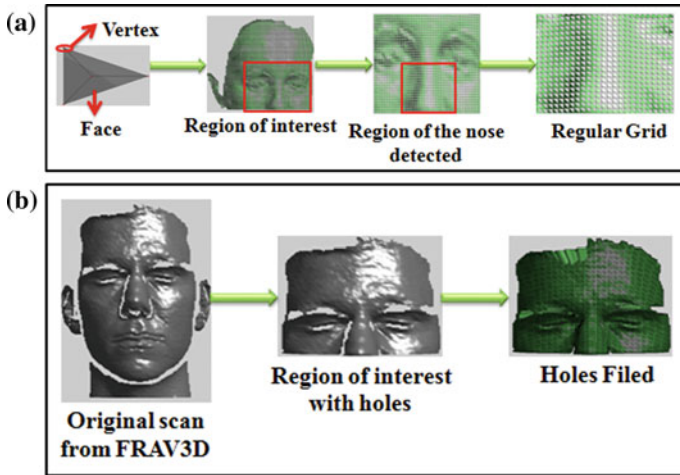 (a)
Vertex
Face
Region of interest
Region of the nose
detected
Regular Grid
(b)
Original scan
from FRAV3D
Region of interest
with holes
Holes Filed